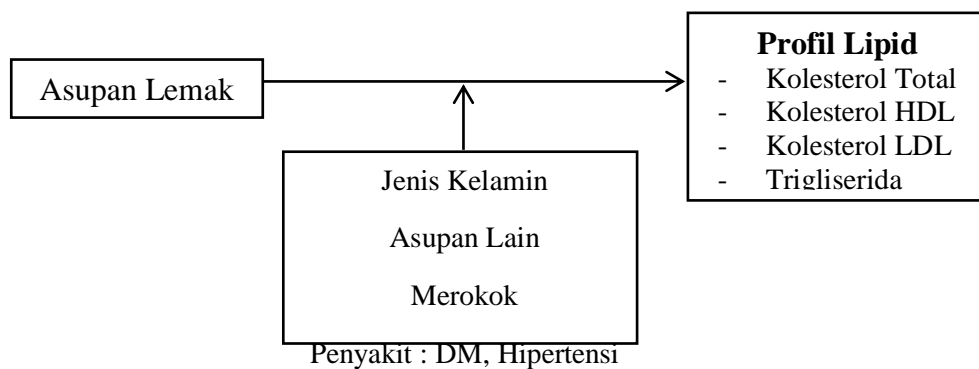 Profil Lipid
- Kolesterol Total
- Kolesterol HDL
- Kolesterol LDL
- Trigliserida
Asupan Lemak
Jenis Kelamin
Asupan Lain
Merokok
Penyakit : DM, Hipertensi